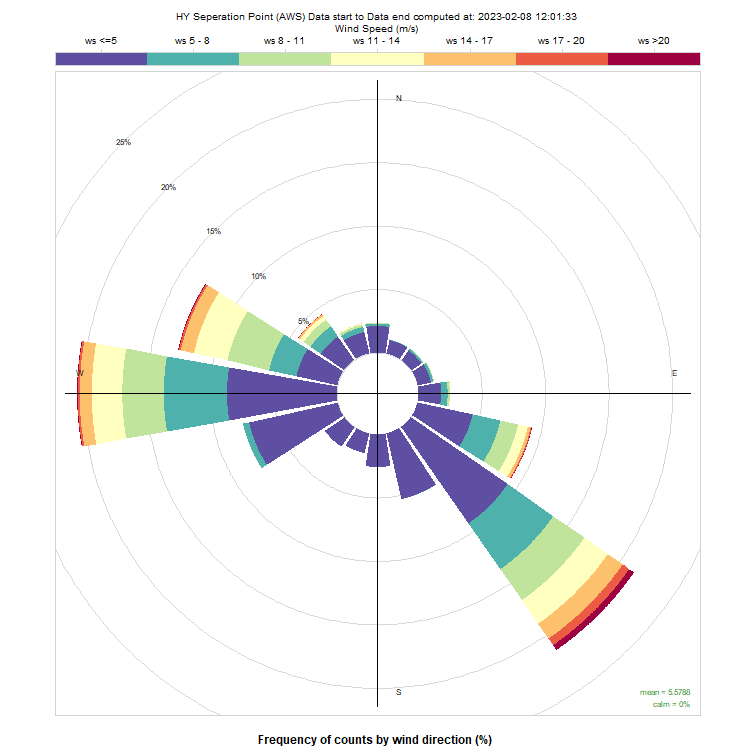 HY Seperation Point (AWS) Data start to Data end computed at: 2023-02-08 12:01:33
Wind Speed (m/s)
ws <=5 ws 5 - 8 ws 8 - 11 ws 11 - 14 ws 14 - 17 ws 17 - 20 ws >20
N
25%
20%
15%
10%
5%
W E
S
mean = 5.5788
calm = 0%
Frequency of counts by wind direction (%)